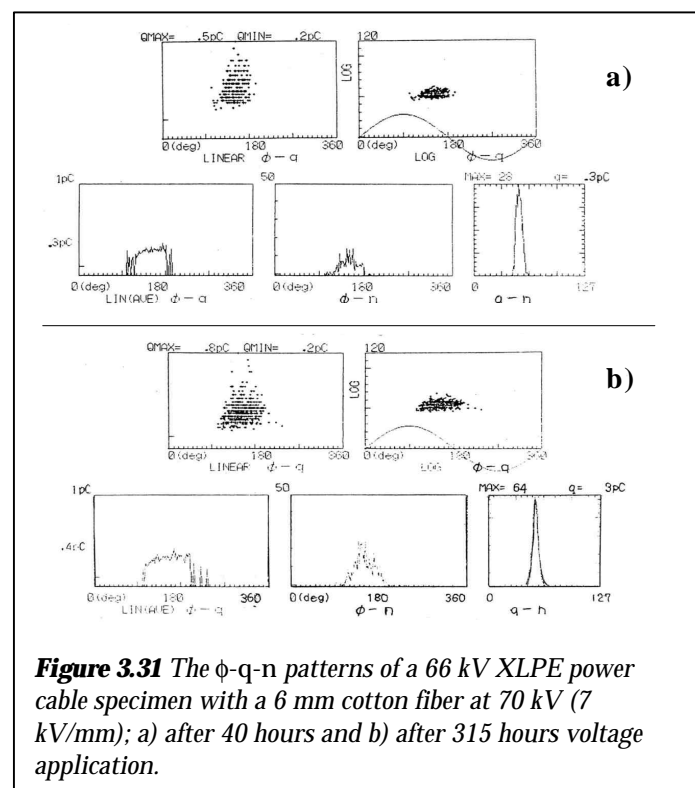 QMAX= .5pC QMIN= .2pC
120
LOG
a)
0(deg) 180 360
LINEAR ϕ-q
0(deg) 180 360
LOG ϕ-q
1pC
.3pC
0(deg) 180 360
LIN(AVE) ϕ-q
50
0(deg) 180 360
ϕ-n
MAX= 28 q= .3pC
0 127
q-n
QMAX= .8pC QMIN= .2pC
120
LOG
b)
0(deg) 180 360
LINEAR ϕ-q
0(deg) 180 360
LOG ϕ-q
1pC
0(deg) 180 360
LIN(AVE) ϕ-q
50
0(deg) 180 360
ϕ-n
MAX= 64 q= 3pC
0 127
q-n
Figure 3.31 The ϕ-q-n patterns of a 66 kV XLPE power
cable specimen with a 6 mm cotton fiber at 70 kV (7
kV/mm); a) after 40 hours and b) after 315 hours voltage
application.